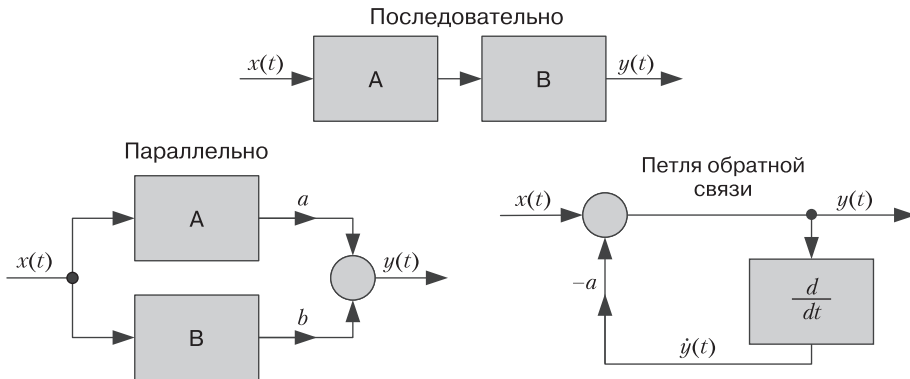 Последовательно
x(t)
A
B
y(t)
Параллельно
x(t)
A
a
B
b
y(t)
Петля обратной
связи
x(t)
y(t)
−a
d
dt
ẏ(t)